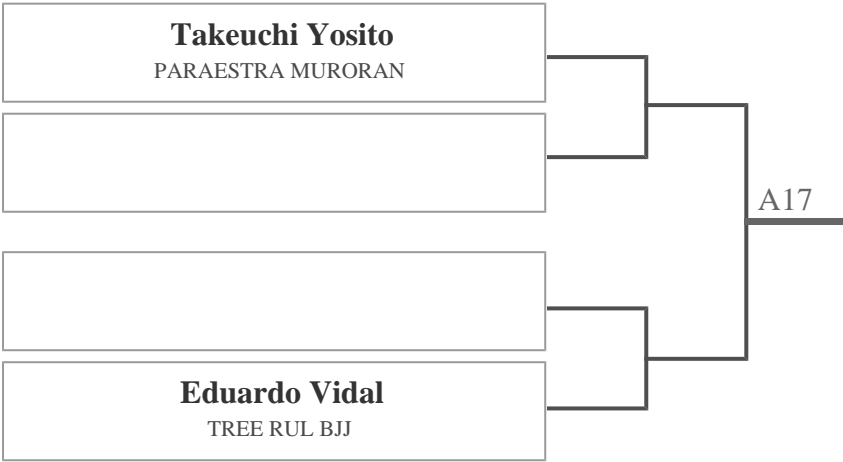 Takeuchi Yosito
PARAESTRA MURORAN
A17
Eduardo Vidal
TREE RUL BJJ